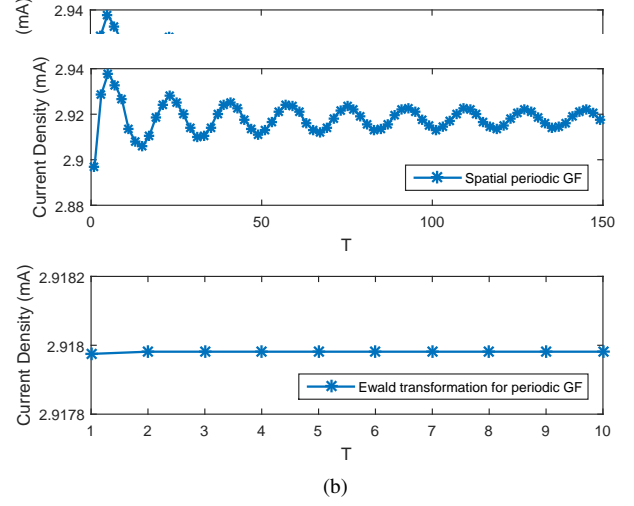 (mA)
2.94
Current Density (mA)
2.94
2.92
2.9
2.88
Spatial periodic GF
0 50 100 150
T
Current Density (mA)
2.9182
2.918
2.9178
Ewald transformation for periodic GF
1 2 3 4 5 6 7 8 9 10
T
(b)